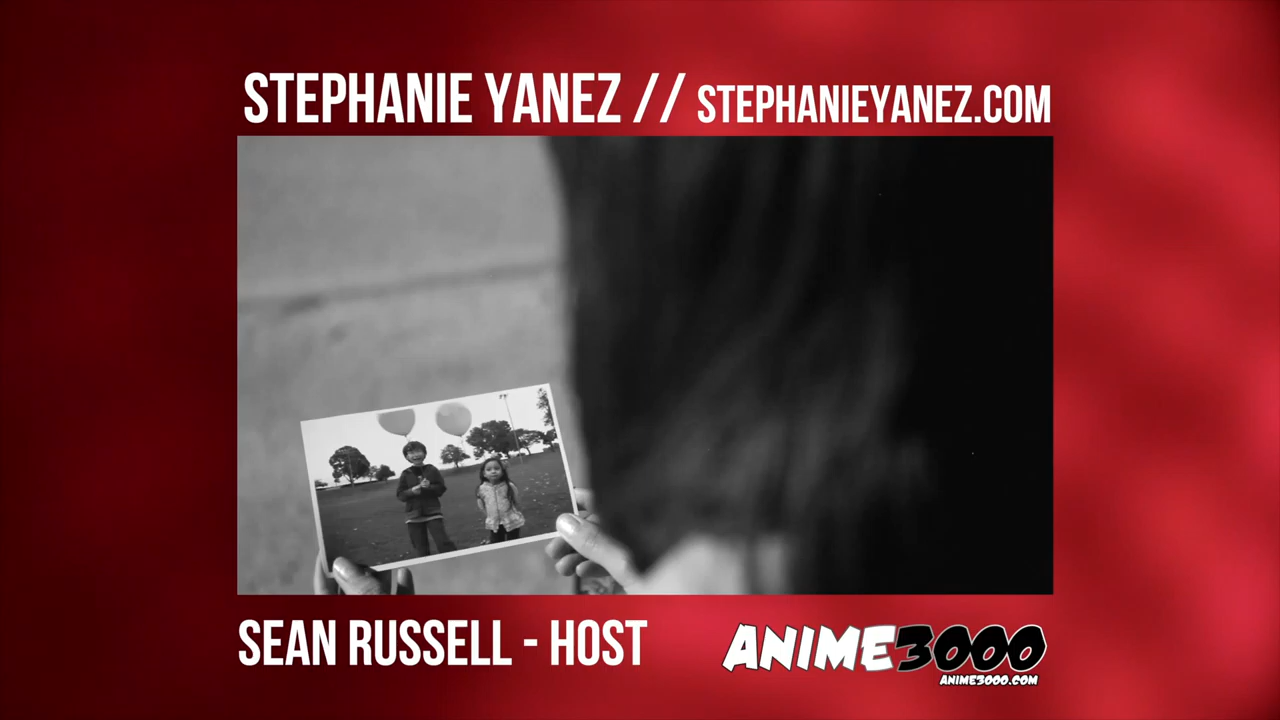 STEPHANIE YANEZ // STEPHANIEYANEZ.COM
SEAN RUSSELL - HOST
ANIME3000
ANIME3000.COM